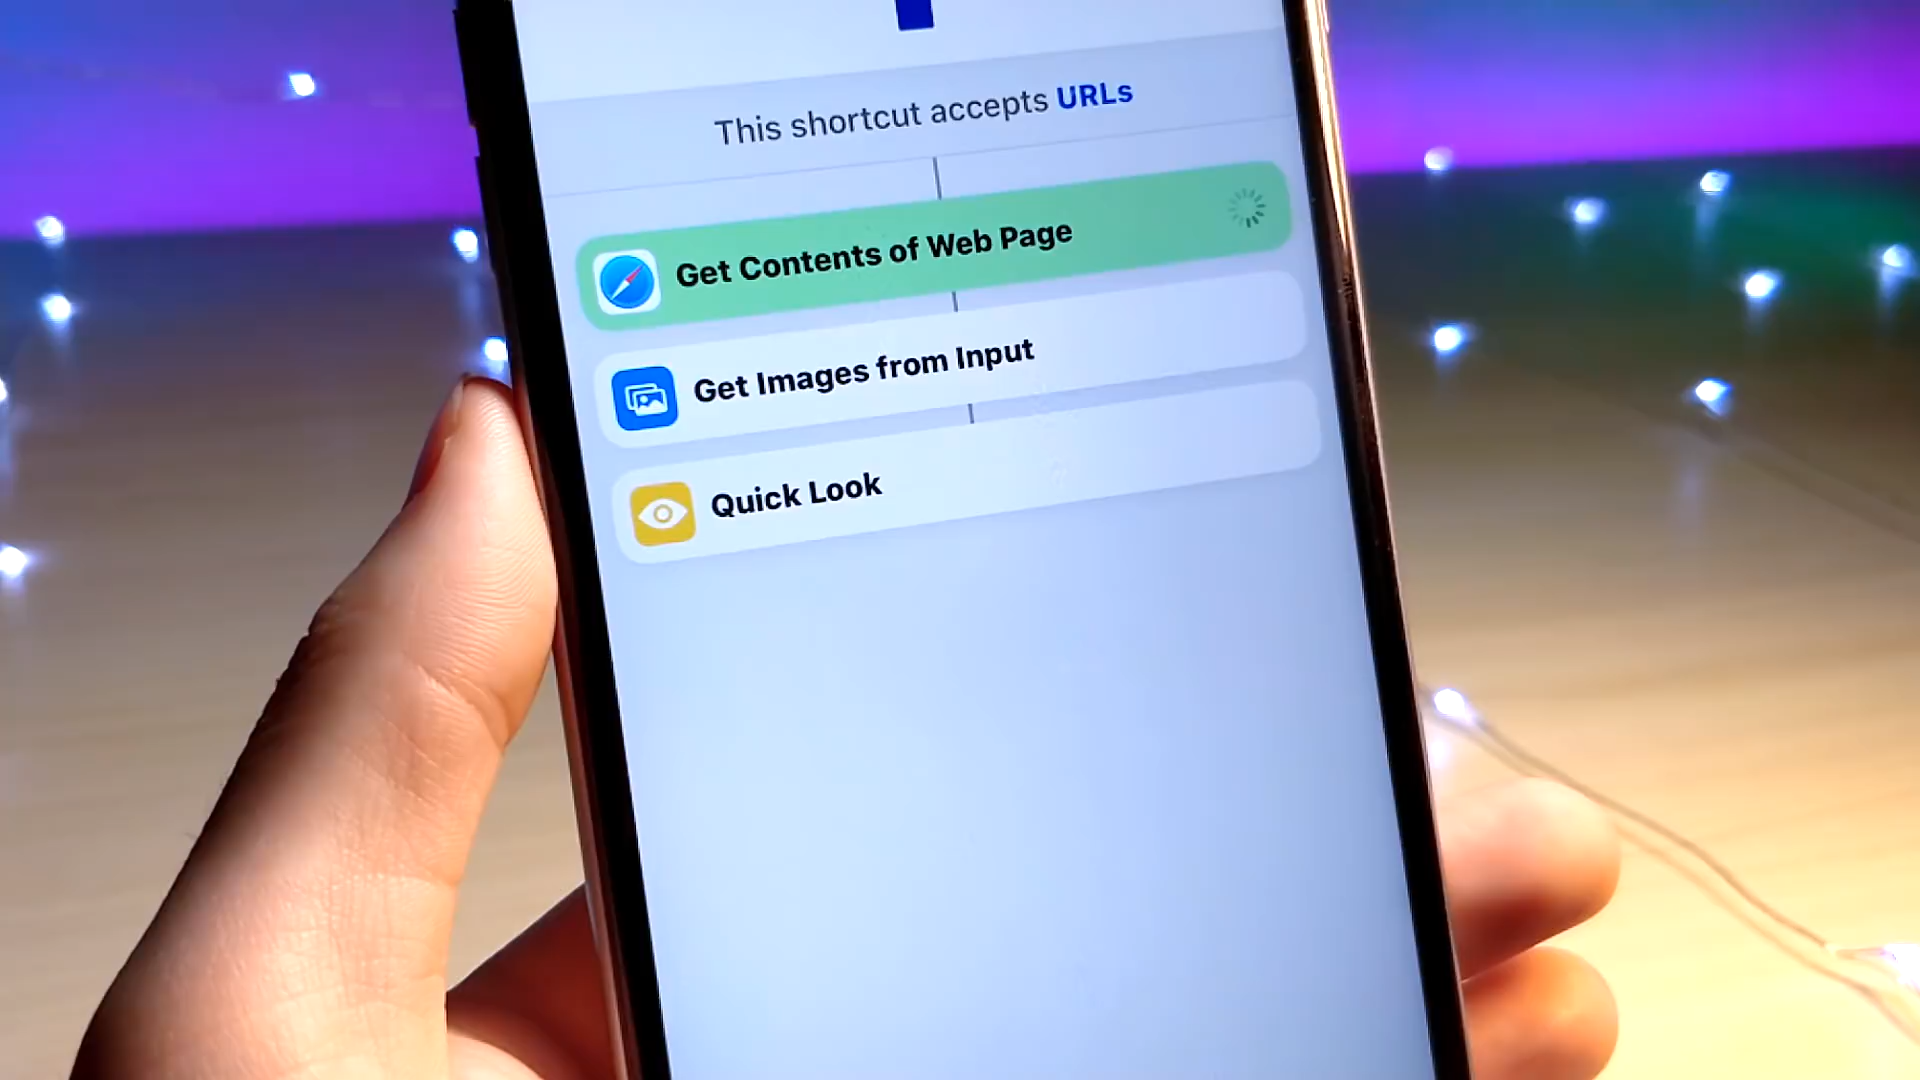 This shortcut accepts URLs
Get Contents of Web Page
Get Images from Input
Quick Look